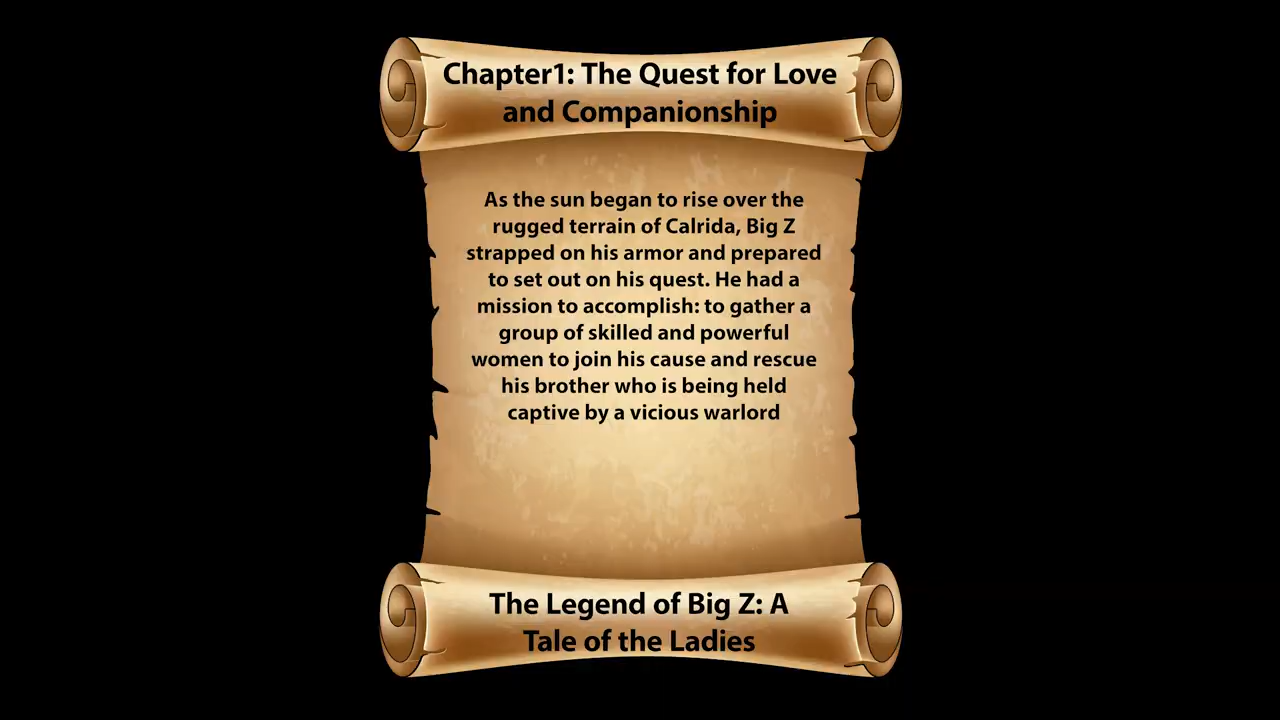 Chapter1: The Quest for Love
and Companionship
As the sun began to rise over the
rugged terrain of Calrida, Big Z
strapped on his armor and prepared
to set out on his quest. He had a
mission to accomplish: to gather a
group of skilled and powerful
women to join his cause and rescue
his brother who is being held
captive by a vicious warlord
The Legend of Big Z: A
Tale of the Ladies